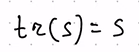 tr(s) = s